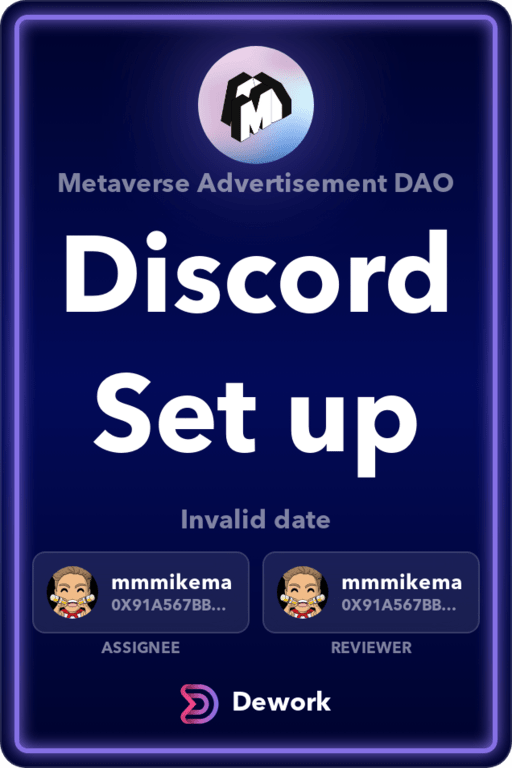 M
Metaverse Advertisement DAO
Discord
Set up
Invalid date
mmmikema
0X91A567BB...
ASSIGNEE
mmmikema
0X91A567BB...
REVIEWER
Dework